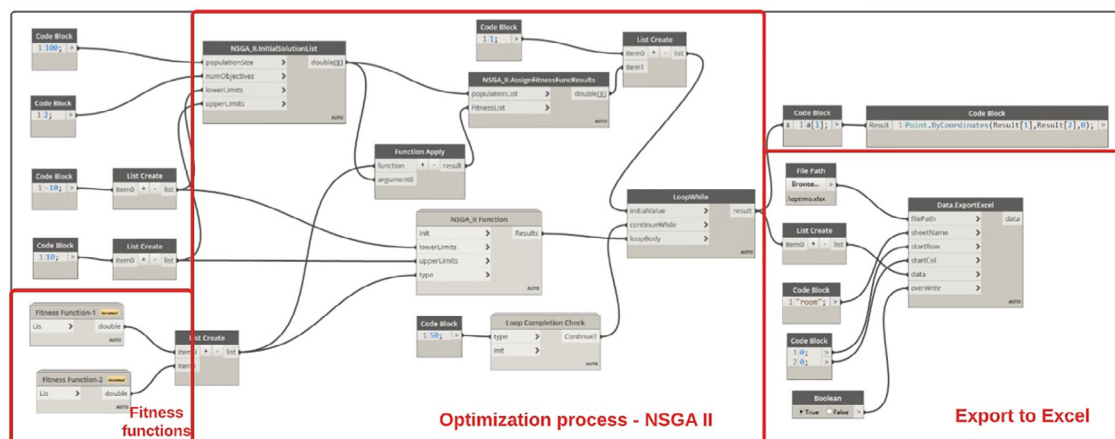 Code Block
1 100; >
Code Block
1 2; >
Code Block
1 -10; >
List Create
item0 + - list
Code Block
1 10; >
List Create
item0 + - list
Fitness Function-1
Lis > double
AUTO
Fitness Function-2
Lis > double
AUTO
Fitness
functions
List Create
item0 + - list
NSGA_II.InitialSolutionList
populationSize > double[][]
numObjectives >
lowerLimits >
upperLimits >
AUTO
Function Apply
function + - result
argument0
Code Block
1 1; >
List Create
item0 + - list
item1
NSGA_II.AssignFitnessFuncResults
populationList > double[][]
FitnessList >
AUTO
NSGA_II Function
init > Results
lowerLimits >
upperLimits >
type >
AUTO
Code Block
1 50; >
Loop Completion Check
type > Continue?
init >
AUTO
LoopWhile
initialValue > result
continueWhile >
loopBody >
AUTO
Optimization process - NSGA II
Code Block
a 1 a[1]; >
Code Block
Result 1 Point.ByCoordinates(Result[1],Result[2],0); >
File Path
Browse... >
.\optimo.xlsx
List Create
item0 + - list
Code Block
1 "room"; >
Code Block
1 0; >
2 0; >
Boolean
True False >
Data.ExportExcel
filePath > data
sheetName >
startRow >
startCol >
data >
overWrite >
AUTO
Export to Excel